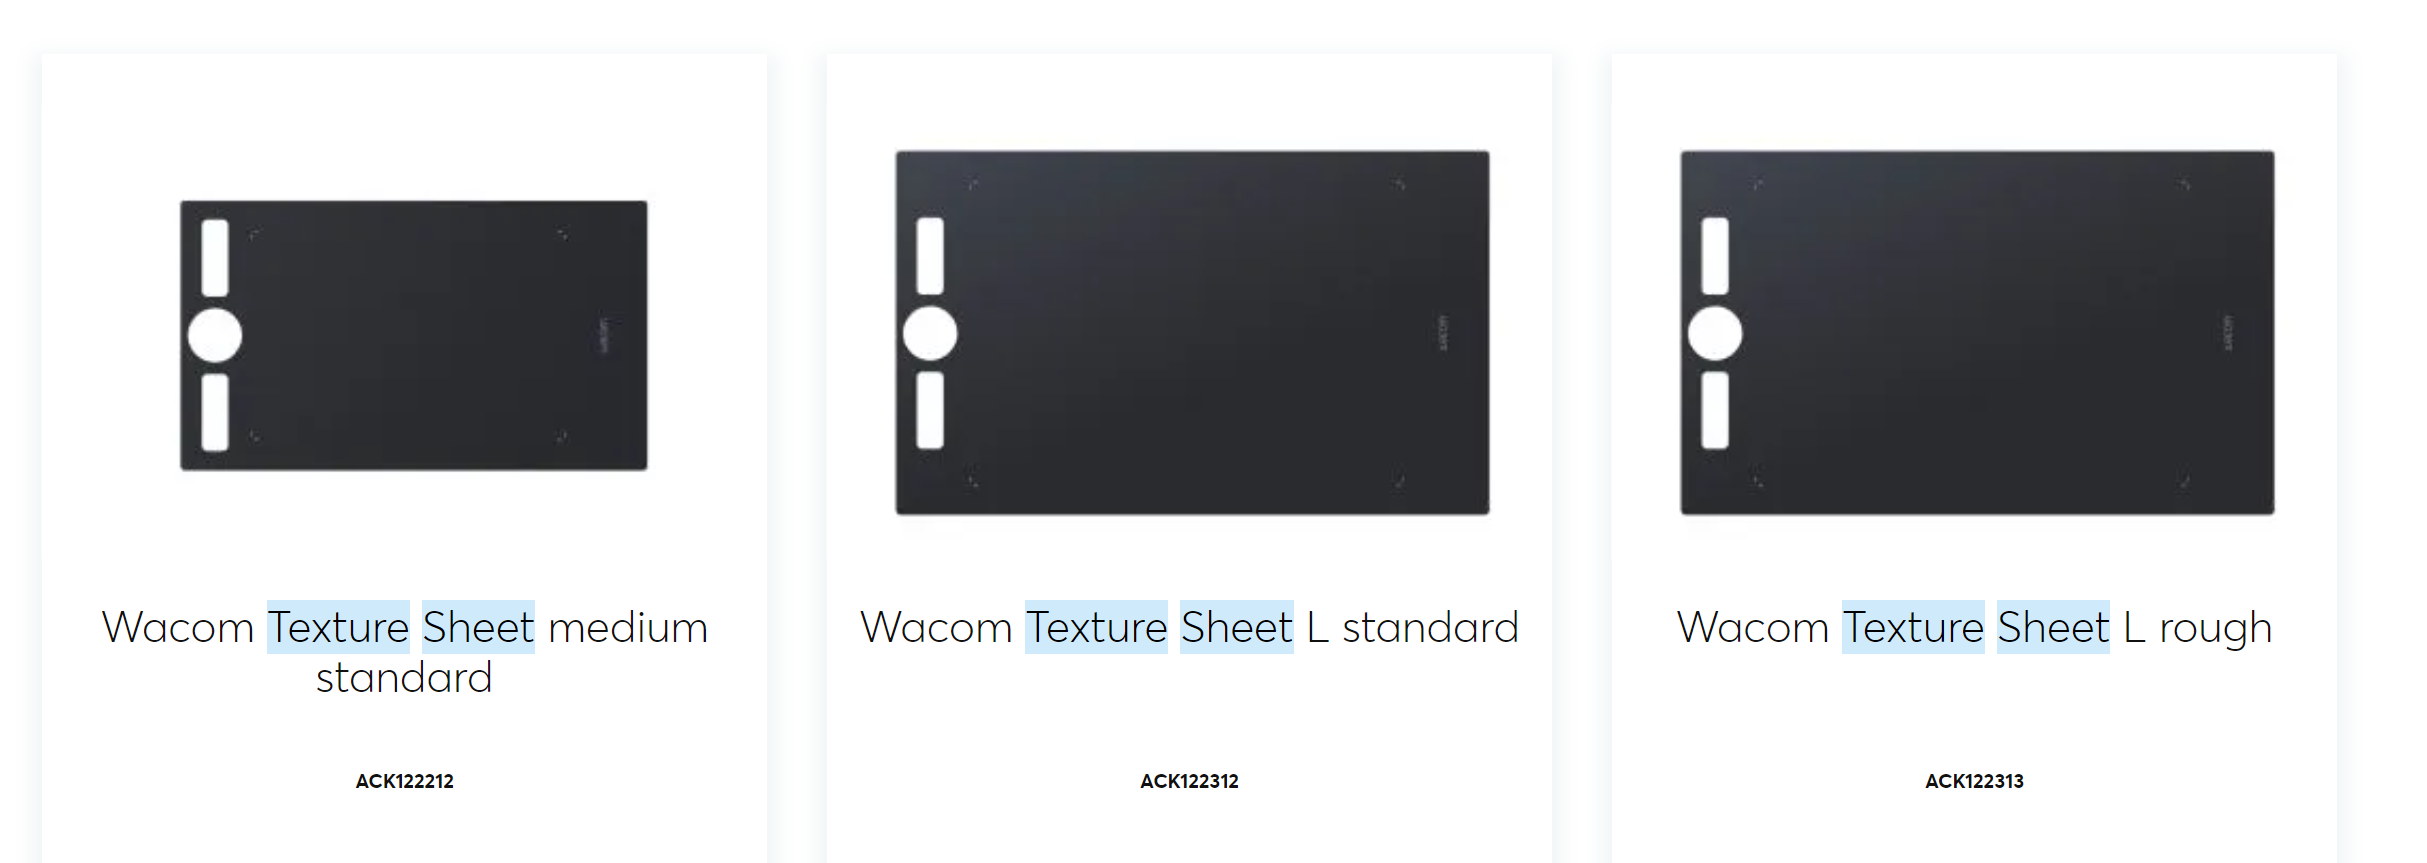 Wacom Texture Sheet medium
standard
ACK122212
Wacom Texture Sheet L standard
ACK122312
Wacom Texture Sheet L rough
ACK122313